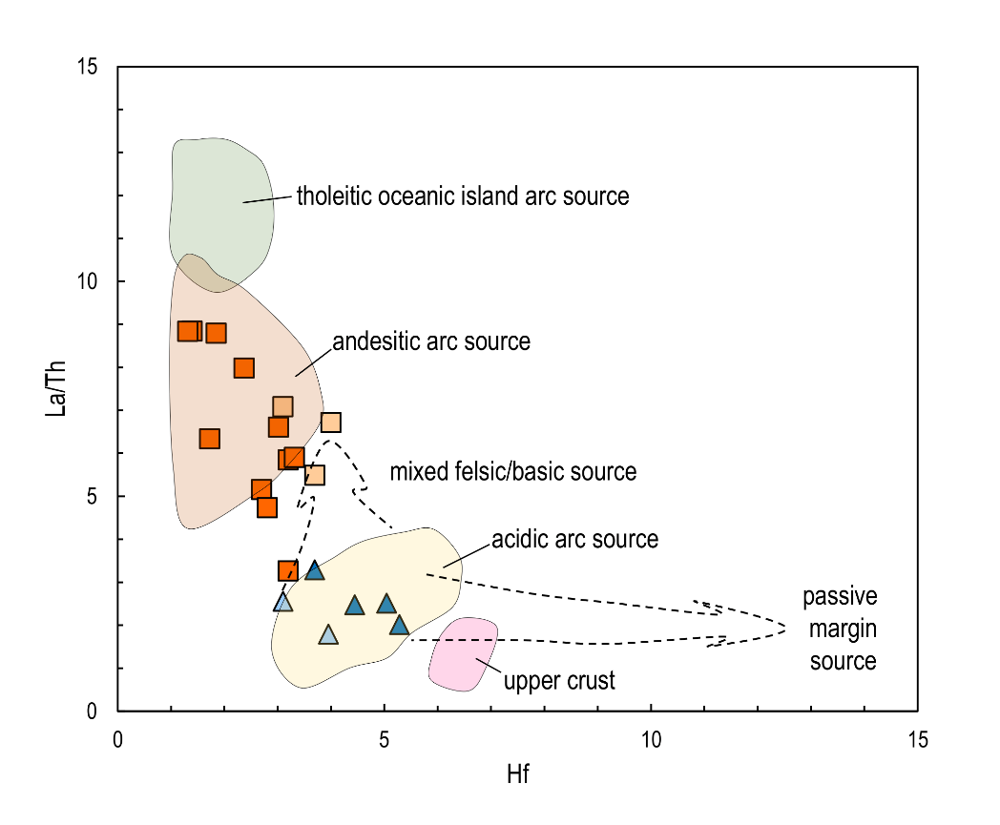 15
tholeitic oceanic island arc source
10
andesitic arc source
La/Th
mixed felsic/basic source
5
acidic arc source
passive
margin
source
upper crust
0
0
5
10
15
Hf